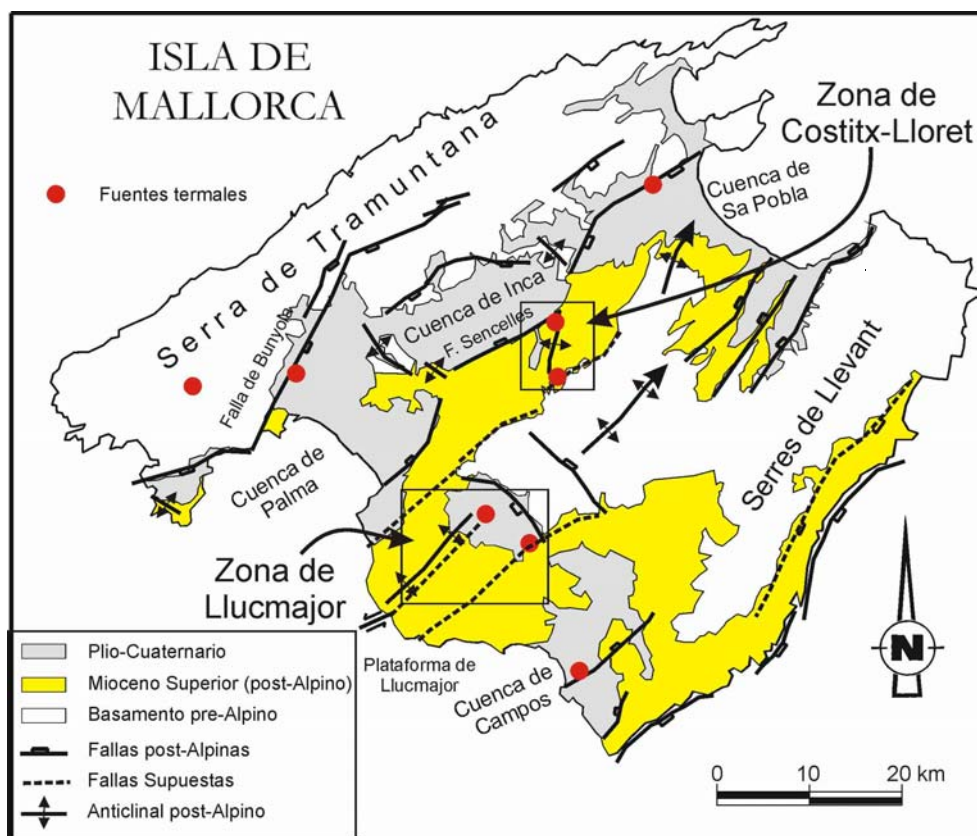 ISLA DE
MALLORCA
Fuentes termales
Serra de Tramuntana
Zona de
Costitx-Lloret
Cuenca de
Sa Pobla
Cuenca de Inca
F. Sencelles
Falla de Bunyola
Cuenca de
Palma
Serres de Llevant
Zona de
Llucmajor
Plataforma de
Llucmajor
Cuenca de
Campos
N
Plio-Cuaternario
Mioceno Superior (post-Alpino)
Basamento pre-Alpino
Fallas post-Alpinas
Fallas Supuestas
Anticlinal post-Alpino
0 10 20 km